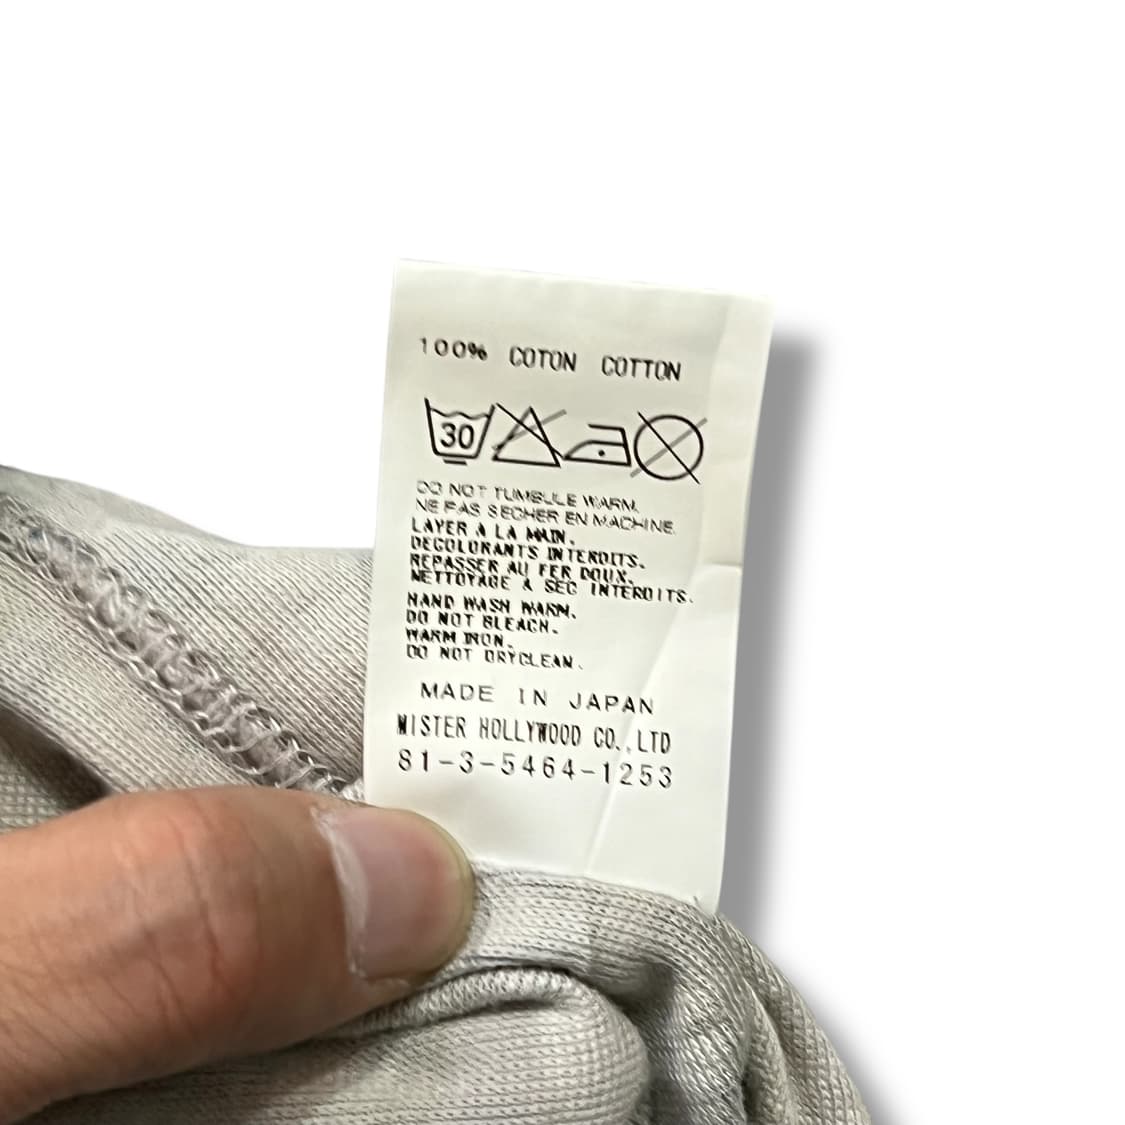 100% COTON COTTON
30
DO NOT TUMBLLE WARM.
NE PAS SECHER EN MACHINE.
LAYER A LA MAIN.
DECOLORANTS INTERDITS.
REPASSER AU FER DOUX.
NETTOYAGE A SEC INTERDITS.
HAND WASH WARM.
DO NOT BLEACH.
WARM IRON.
DO NOT DRYCLEAN.
MADE IN JAPAN
MISTER HOLLYWOOD CO.,LTD
81-3-5464-1253